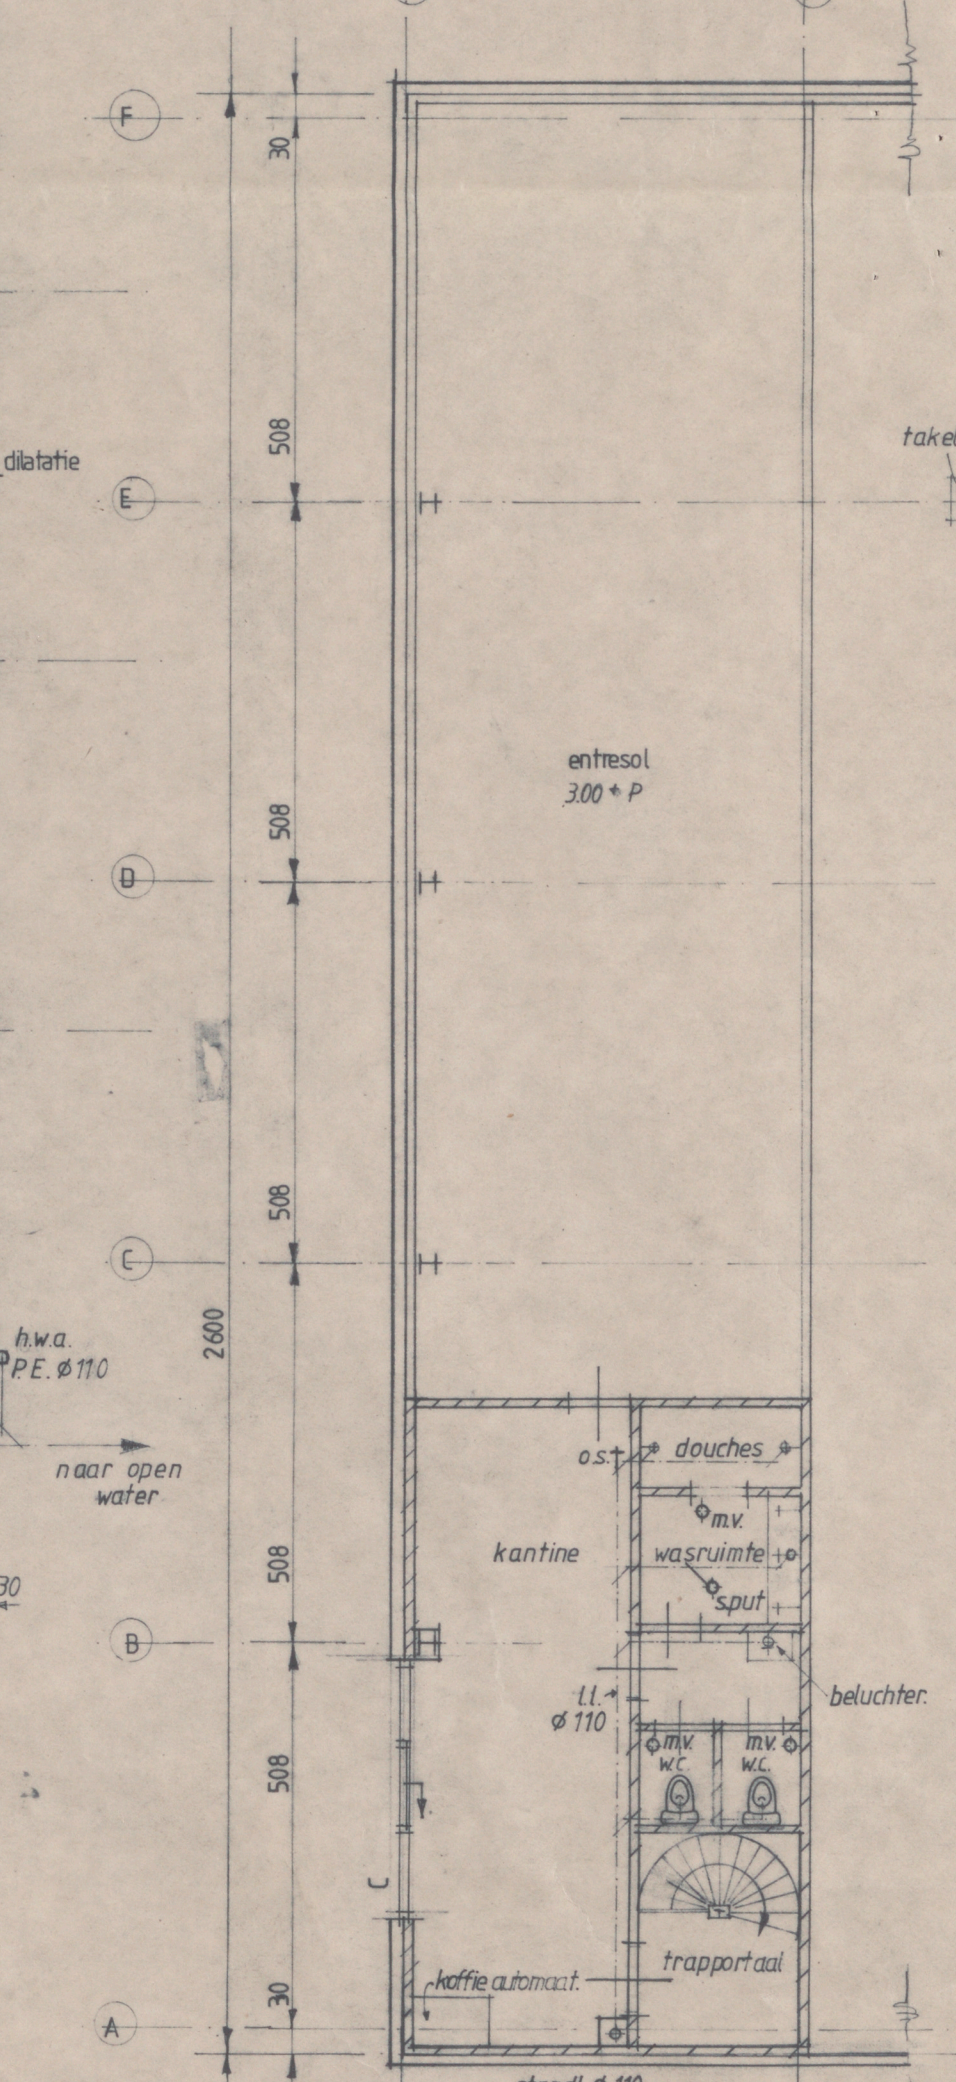 F
30
508
dilatatie
E
entresol
3.00 + P
508
D
508
C
2600
h.w.a.
P.E. Ø110
naar open
water
o.s.
douches
m.v.
kantine
wasruimte
sput
508
30
B
l.l.
Ø 110
beluchter.
m.v.
w.c.
m.v.
w.c.
508
C
trapportaal
koffie automaat.
30
A